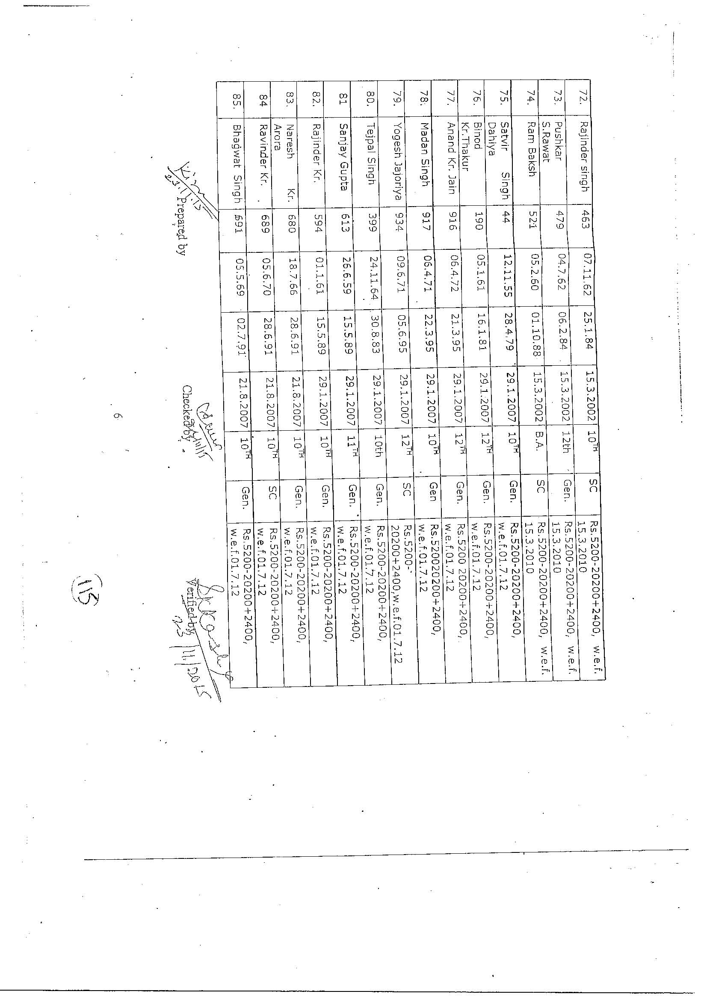 72. Rajinder singh 463 07.11.62 25.1.84 15.3.2002 10TH SC Rs.5200-20200+2400, w.e.f. 15.3.2010
73. Pushkar S.Rawat 479 04.7.62 06.2.84 15.3.2002 12th Gen. Rs.5200-20200+2400, w.e.f. 15.3.2010
74. Ram Baksh 521 05.2.60 01.10.88 15.3.2002 B.A. SC Rs.5200-20200+2400, w.e.f. 15.3.2010
75. Satvir Singh Dahiya 44 12.11.55 28.4.79 29.1.2007 10TH Gen. Rs.5200-20200+2400, w.e.f.01.7.12
76. Binod Kr.Thakur 190 05.1.61 16.1.81 29.1.2007 12TH Gen. Rs.5200-20200+2400, w.e.f.01.7.12
77. Anand Kr. Jain 916 06.4.72 21.3.95 29.1.2007 12TH Gen. Rs.5200 20200+2400, w.e.f.01.7.12
78. Madan Singh 917 06.4.71 22.3.95 29.1.2007 10TH Gen Rs.520020200+2400, w.e.f.01.7.12
79. Yogesh Jajoriya 934 09.6.71 05.6.95 29.1.2007 12TH SC Rs.5200-20200+2400,w.e.f.01.7.12
80. Tejpal Singh 399 24.11.64 30.8.83 29.1.2007 10th Gen. Rs.5200-20200+2400, w.e.f.01.7.12
81 Sanjay Gupta 613 26.6.59 15.5.89 29.1.2007 11TH Gen. Rs.5200-20200+2400, w.e.f.01.7.12
82. Rajinder Kr. 594 01.1.61 15.5.89 29.1.2007 10TH Gen. Rs.5200-20200+2400, w.e.f.01.7.12
83. Naresh Kr. Arora 680 18.7.66 28.6.91 21.8.2007 10TH Gen. Rs.5200-20200+2400, w.e.f.01.7.12
84 Ravinder Kr. 689 05.6.70 28.6.91 21.8.2007 10TH SC Rs.5200-20200+2400, w.e.f.01.7.12
85. Bhagwat Singh 691 05.5.69 02.7.91 21.8.2007 10TH Gen. Rs.5200-20200+2400, w.e.f.01.7.12
23.11.15
Prepared by Checked by Verified by
23/11/2015
6
(15)